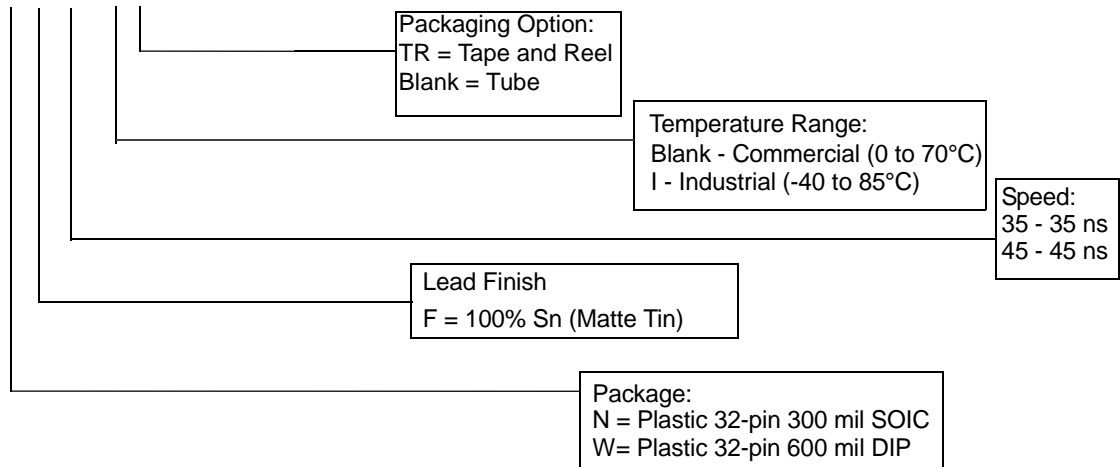 Packaging Option:
TR = Tape and Reel
Blank = Tube
Temperature Range:
Blank - Commercial (0 to 70°C)
I - Industrial (-40 to 85°C)
Speed:
35 - 35 ns
45 - 45 ns
Lead Finish
F = 100% Sn (Matte Tin)
Package:
N = Plastic 32-pin 300 mil SOIC
W= Plastic 32-pin 600 mil DIP